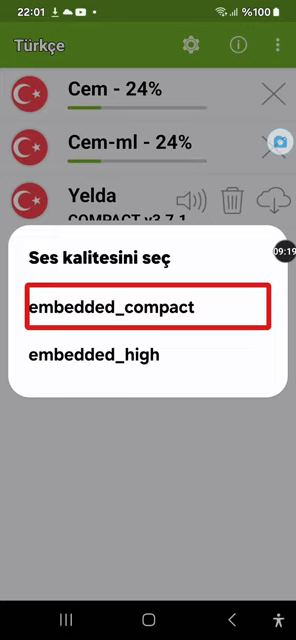 22:01
%100
Türkçe
Cem - 24%
Cem-ml - 24%
Yelda
COMPACT v3.7.1
09:19
Ses kalitesini seç
embedded_compact
embedded_high